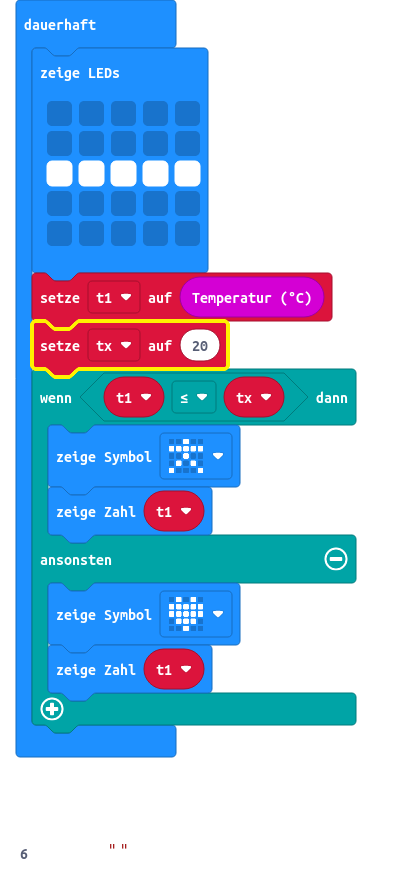 dauerhaft
zeige LEDs
setze t1 auf Temperatur (°C)
setze tx auf 20
wenn t1 ≤ tx dann
zeige Symbol
zeige Zahl t1
ansonsten
zeige Symbol
zeige Zahl t1
6 " "